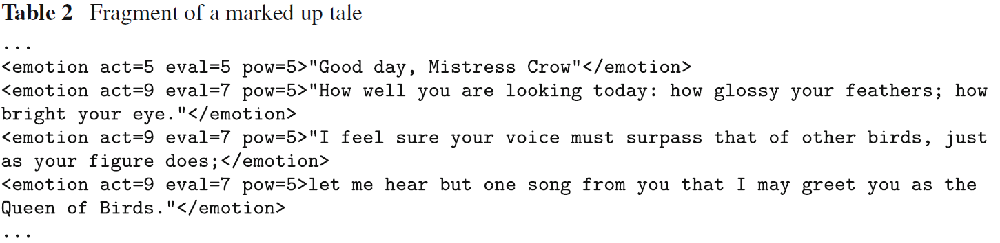 Table 2 Fragment of a marked up tale
...
<emotion act=5 eval=5 pow=5>"Good day, Mistress Crow"</emotion>
<emotion act=9 eval=7 pow=5>"How well you are looking today: how glossy your feathers; how
bright your eye."</emotion>
<emotion act=9 eval=7 pow=5>"I feel sure your voice must surpass that of other birds, just
as your figure does;</emotion>
<emotion act=9 eval=7 pow=5>let me hear but one song from you that I may greet you as the
Queen of Birds."</emotion>
...